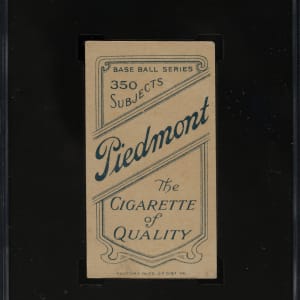 BASE BALL SERIES
350
SUBJECTS
Piedmont
The
CIGARETTE
of
QUALITY